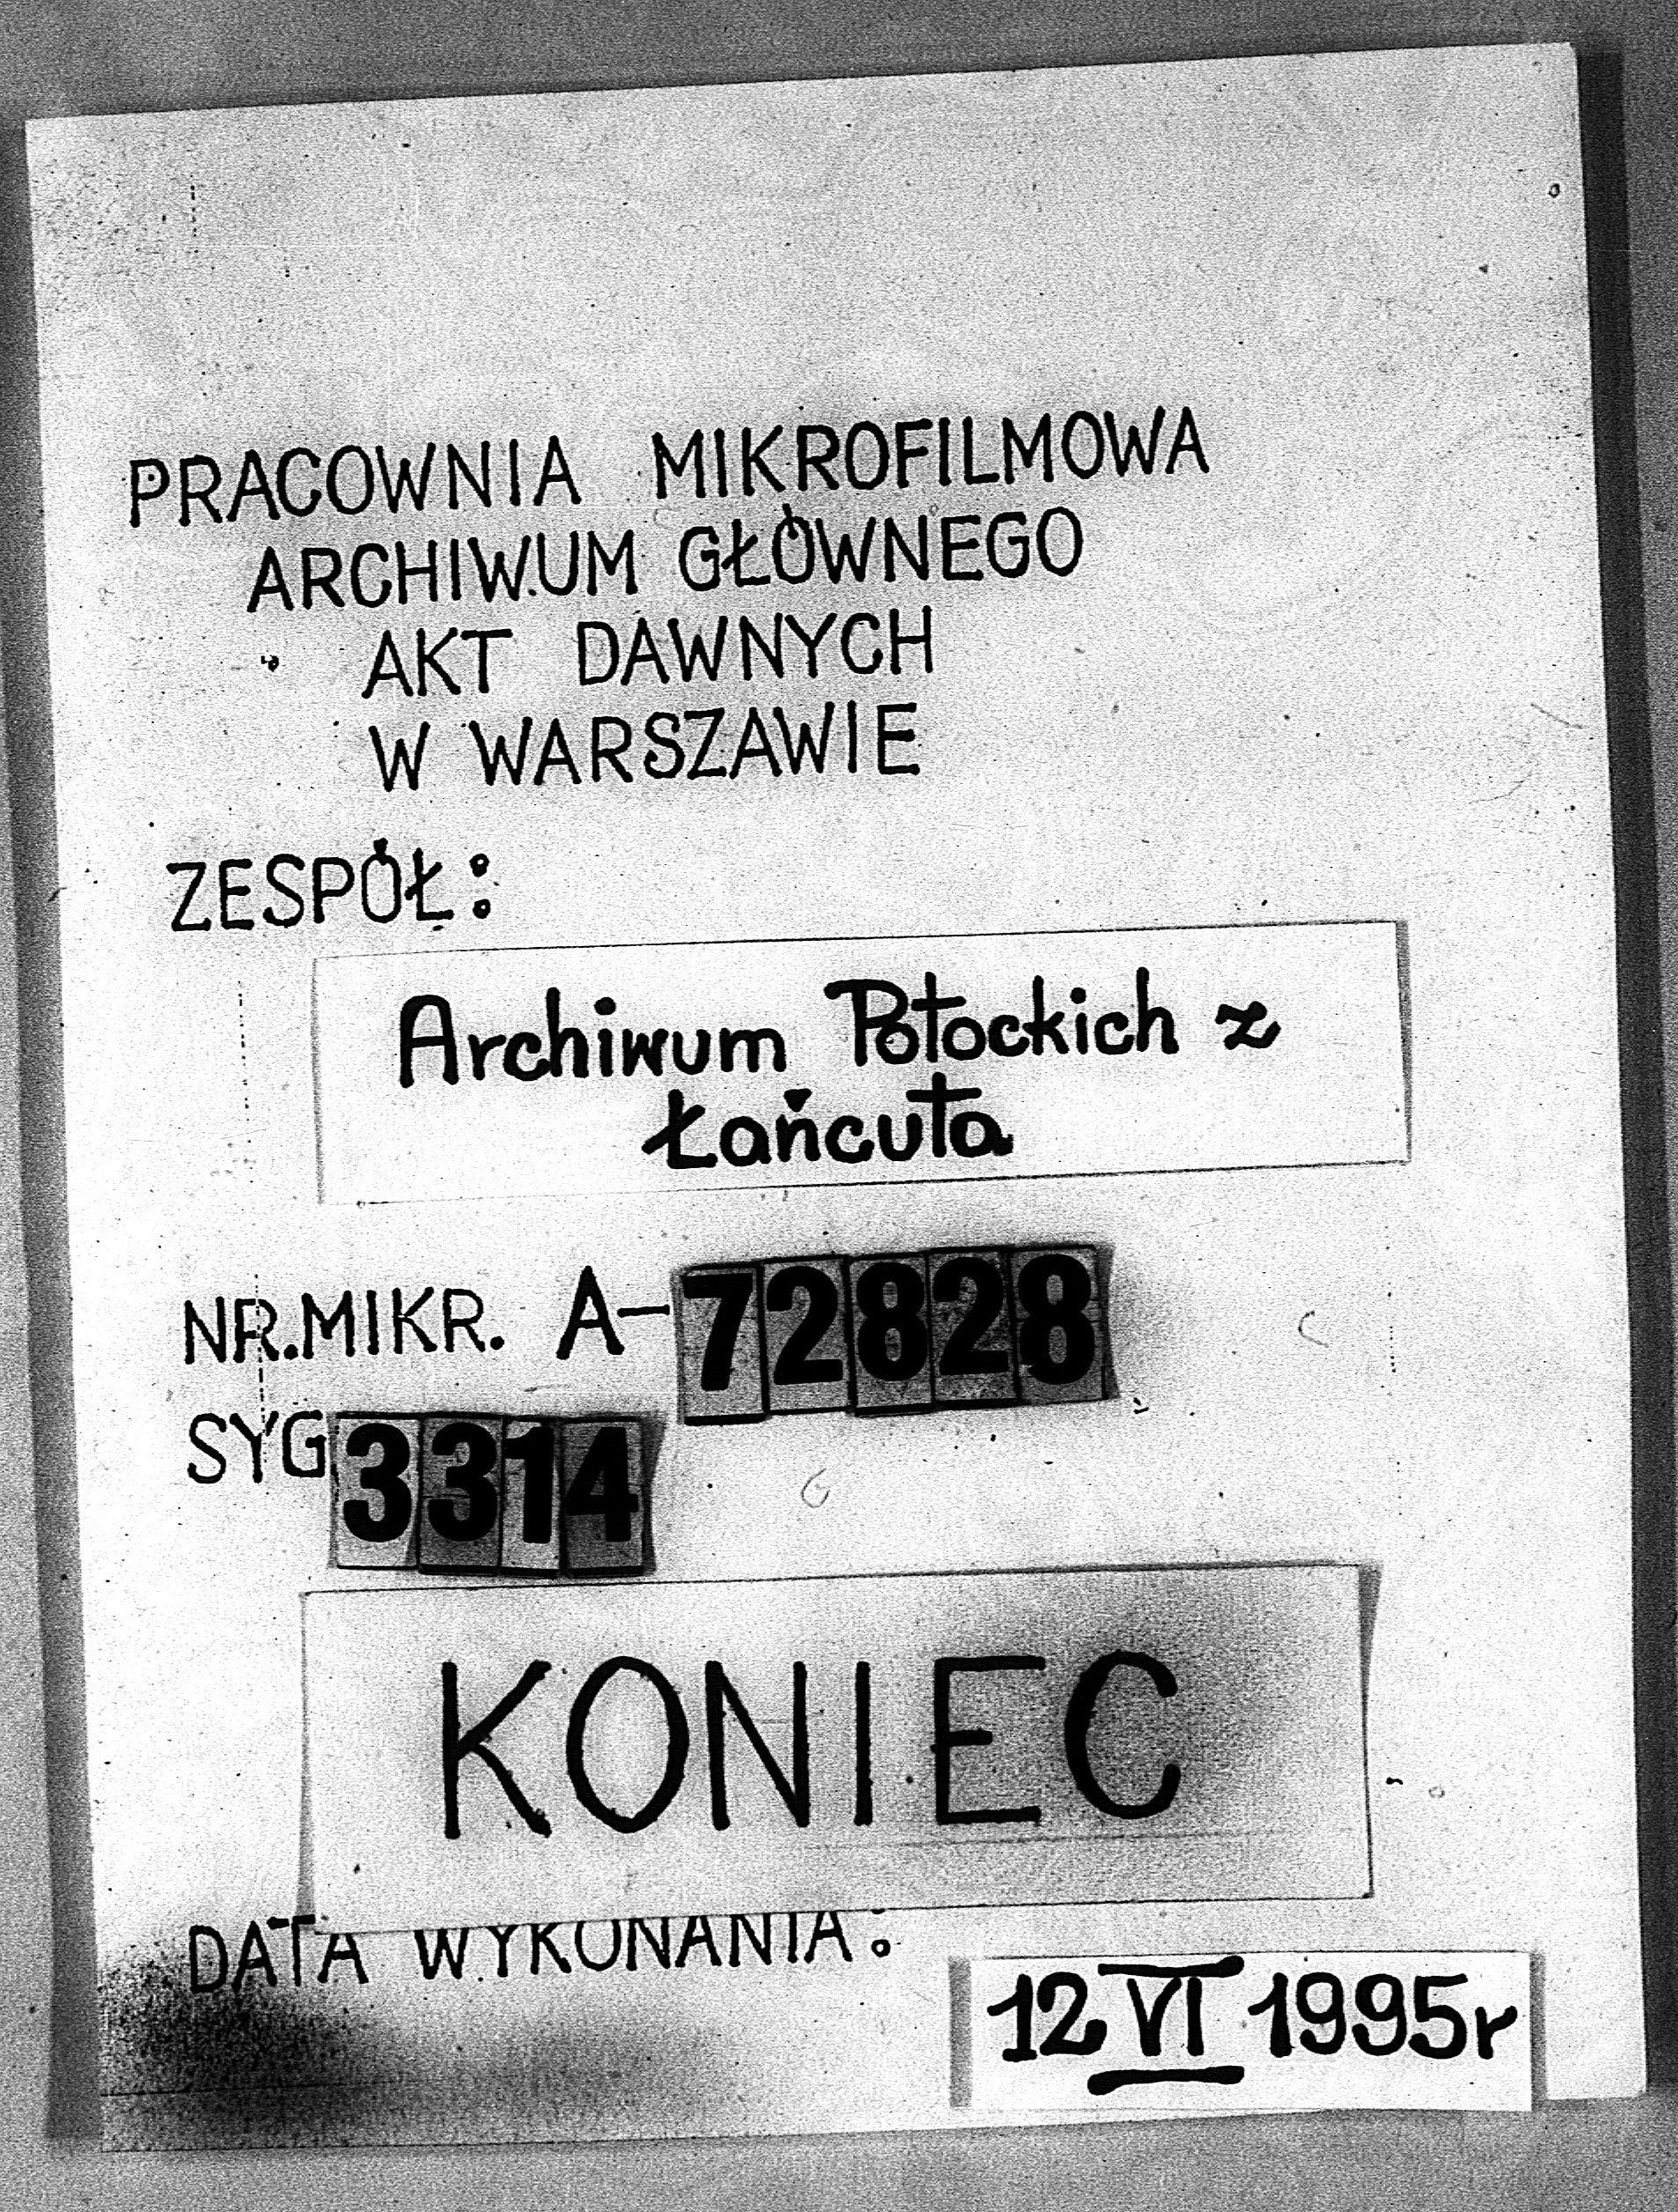 PRACOWNIA MIKROFILMOWA
ARCHIWUM GŁÓWNEGO
AKT DAWNYCH
W WARSZAWIE
ZESPÓŁ:
Archiwum Potockich z
Łańcuta
NR.MIKR. A-72828
SYG 3314
KONIEC
DATA WYKONANIA:
12 VI 1995r